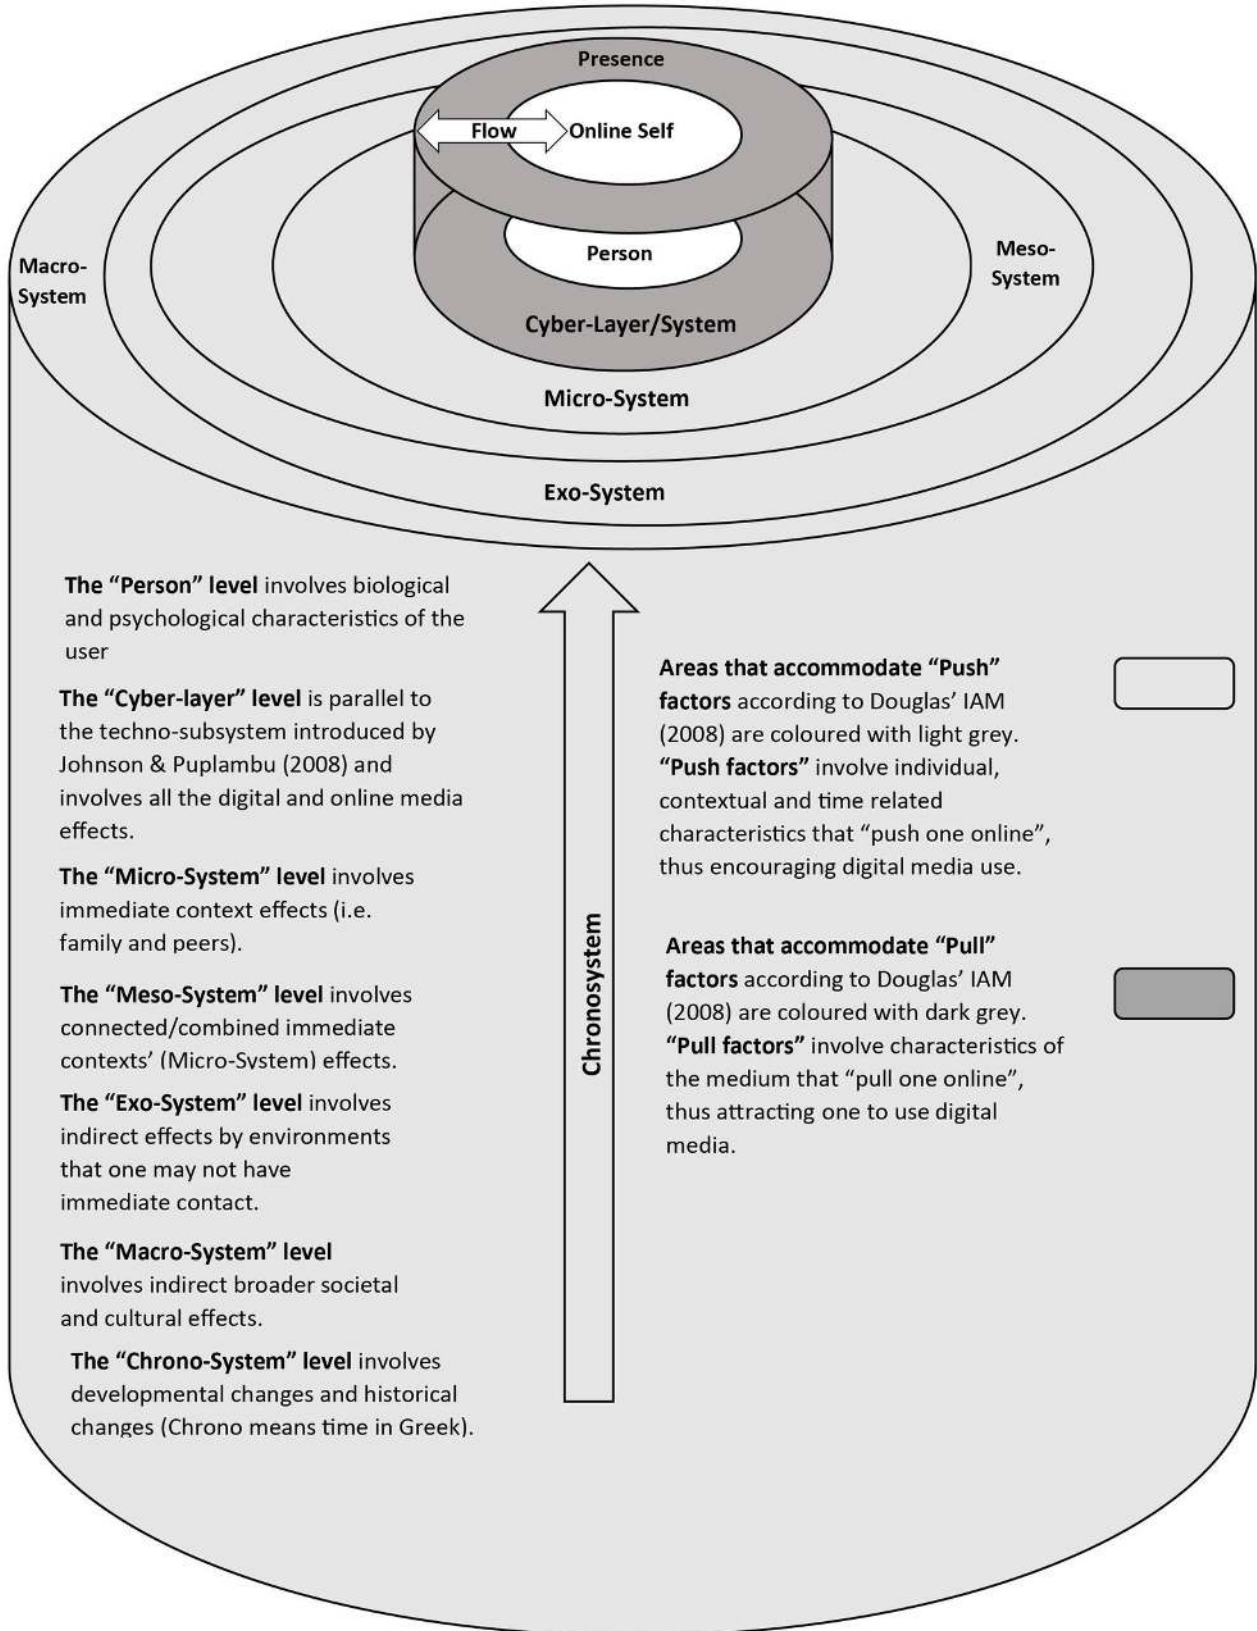 Presence
Flow
Online Self
Person
Cyber-Layer/System
Macro-
System
Meso-
System
Micro-System
Exo-System
The “Person” level involves biological
and psychological characteristics of the
user
The “Cyber-layer” level is parallel to
the techno-subsystem introduced by
Johnson & Puplambu (2008) and
involves all the digital and online media
effects.
The “Micro-System” level involves
immediate context effects (i.e.
family and peers).
The “Meso-System” level involves
connected/combined immediate
contexts’ (Micro-System) effects.
The “Exo-System” level involves
indirect effects by environments
that one may not have
immediate contact.
The “Macro-System” level
involves indirect broader societal
and cultural effects.
The “Chrono-System” level involves
developmental changes and historical
changes (Chrono means time in Greek).
Chronosystem
Areas that accommodate “Push”
factors according to Douglas’ IAM
(2008) are coloured with light grey.
“Push factors” involve individual,
contextual and time related
characteristics that “push one online”,
thus encouraging digital media use.
Areas that accommodate “Pull”
factors according to Douglas’ IAM
(2008) are coloured with dark grey.
“Pull factors” involve characteristics of
the medium that “pull one online”,
thus attracting one to use digital
media.